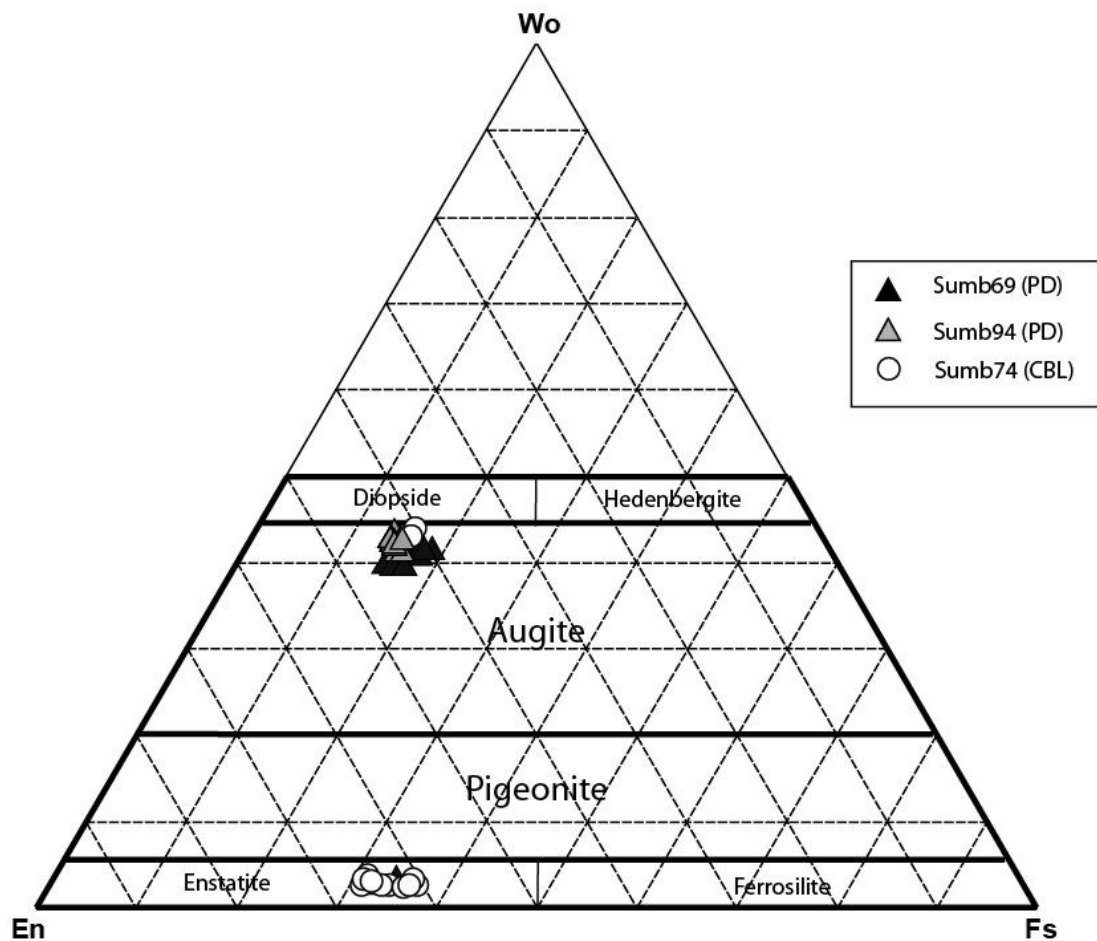 Wo
Sumb69 (PD)
Sumb94 (PD)
Sumb74 (CBL)
Diopside
Hedenbergite
Augite
Pigeonite
Enstatite
Ferrosilite
En
Fs